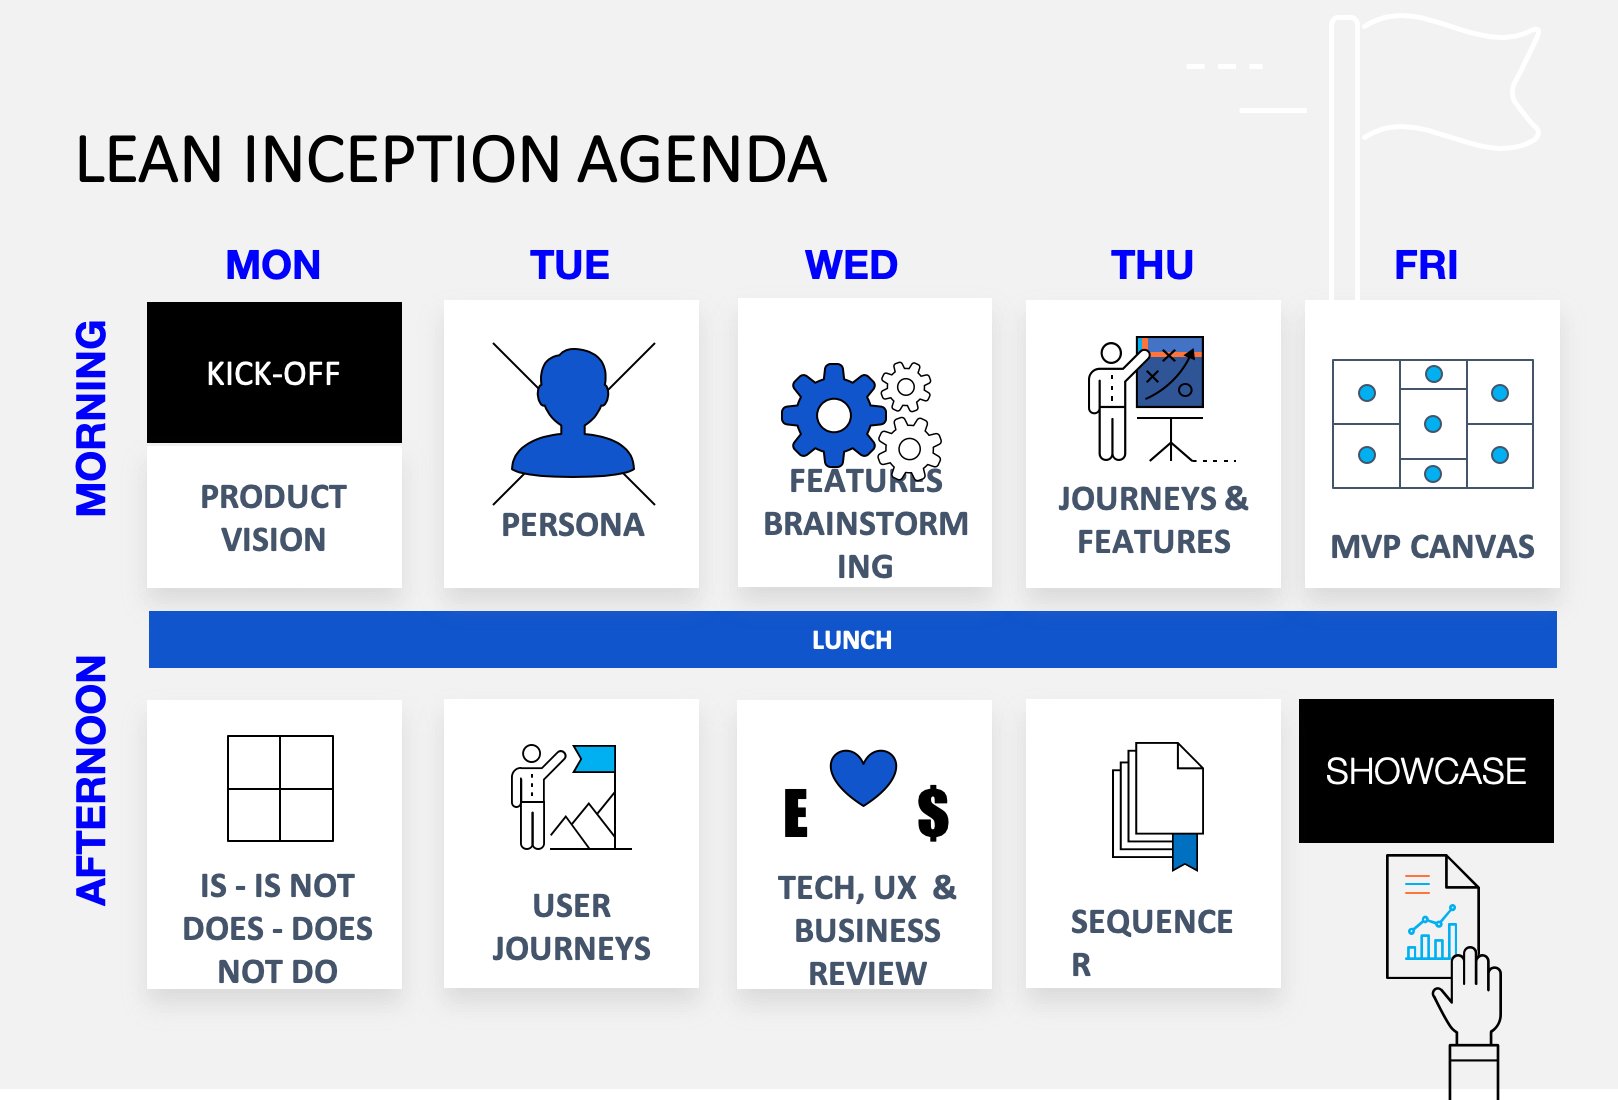 LEAN INCEPTION AGENDA
MON
TUE
WED
THU
FRI
MORNING
KICK-OFF
PRODUCT
VISION
PERSONA
FEATURES
BRAINSTORM
ING
JOURNEYS &
FEATURES
MVP CANVAS
LUNCH
AFTERNOON
IS - IS NOT
DOES - DOES
NOT DO
USER
JOURNEYS
E $
TECH, UX &
BUSINESS
REVIEW
SEQUENCE
R
SHOWCASE